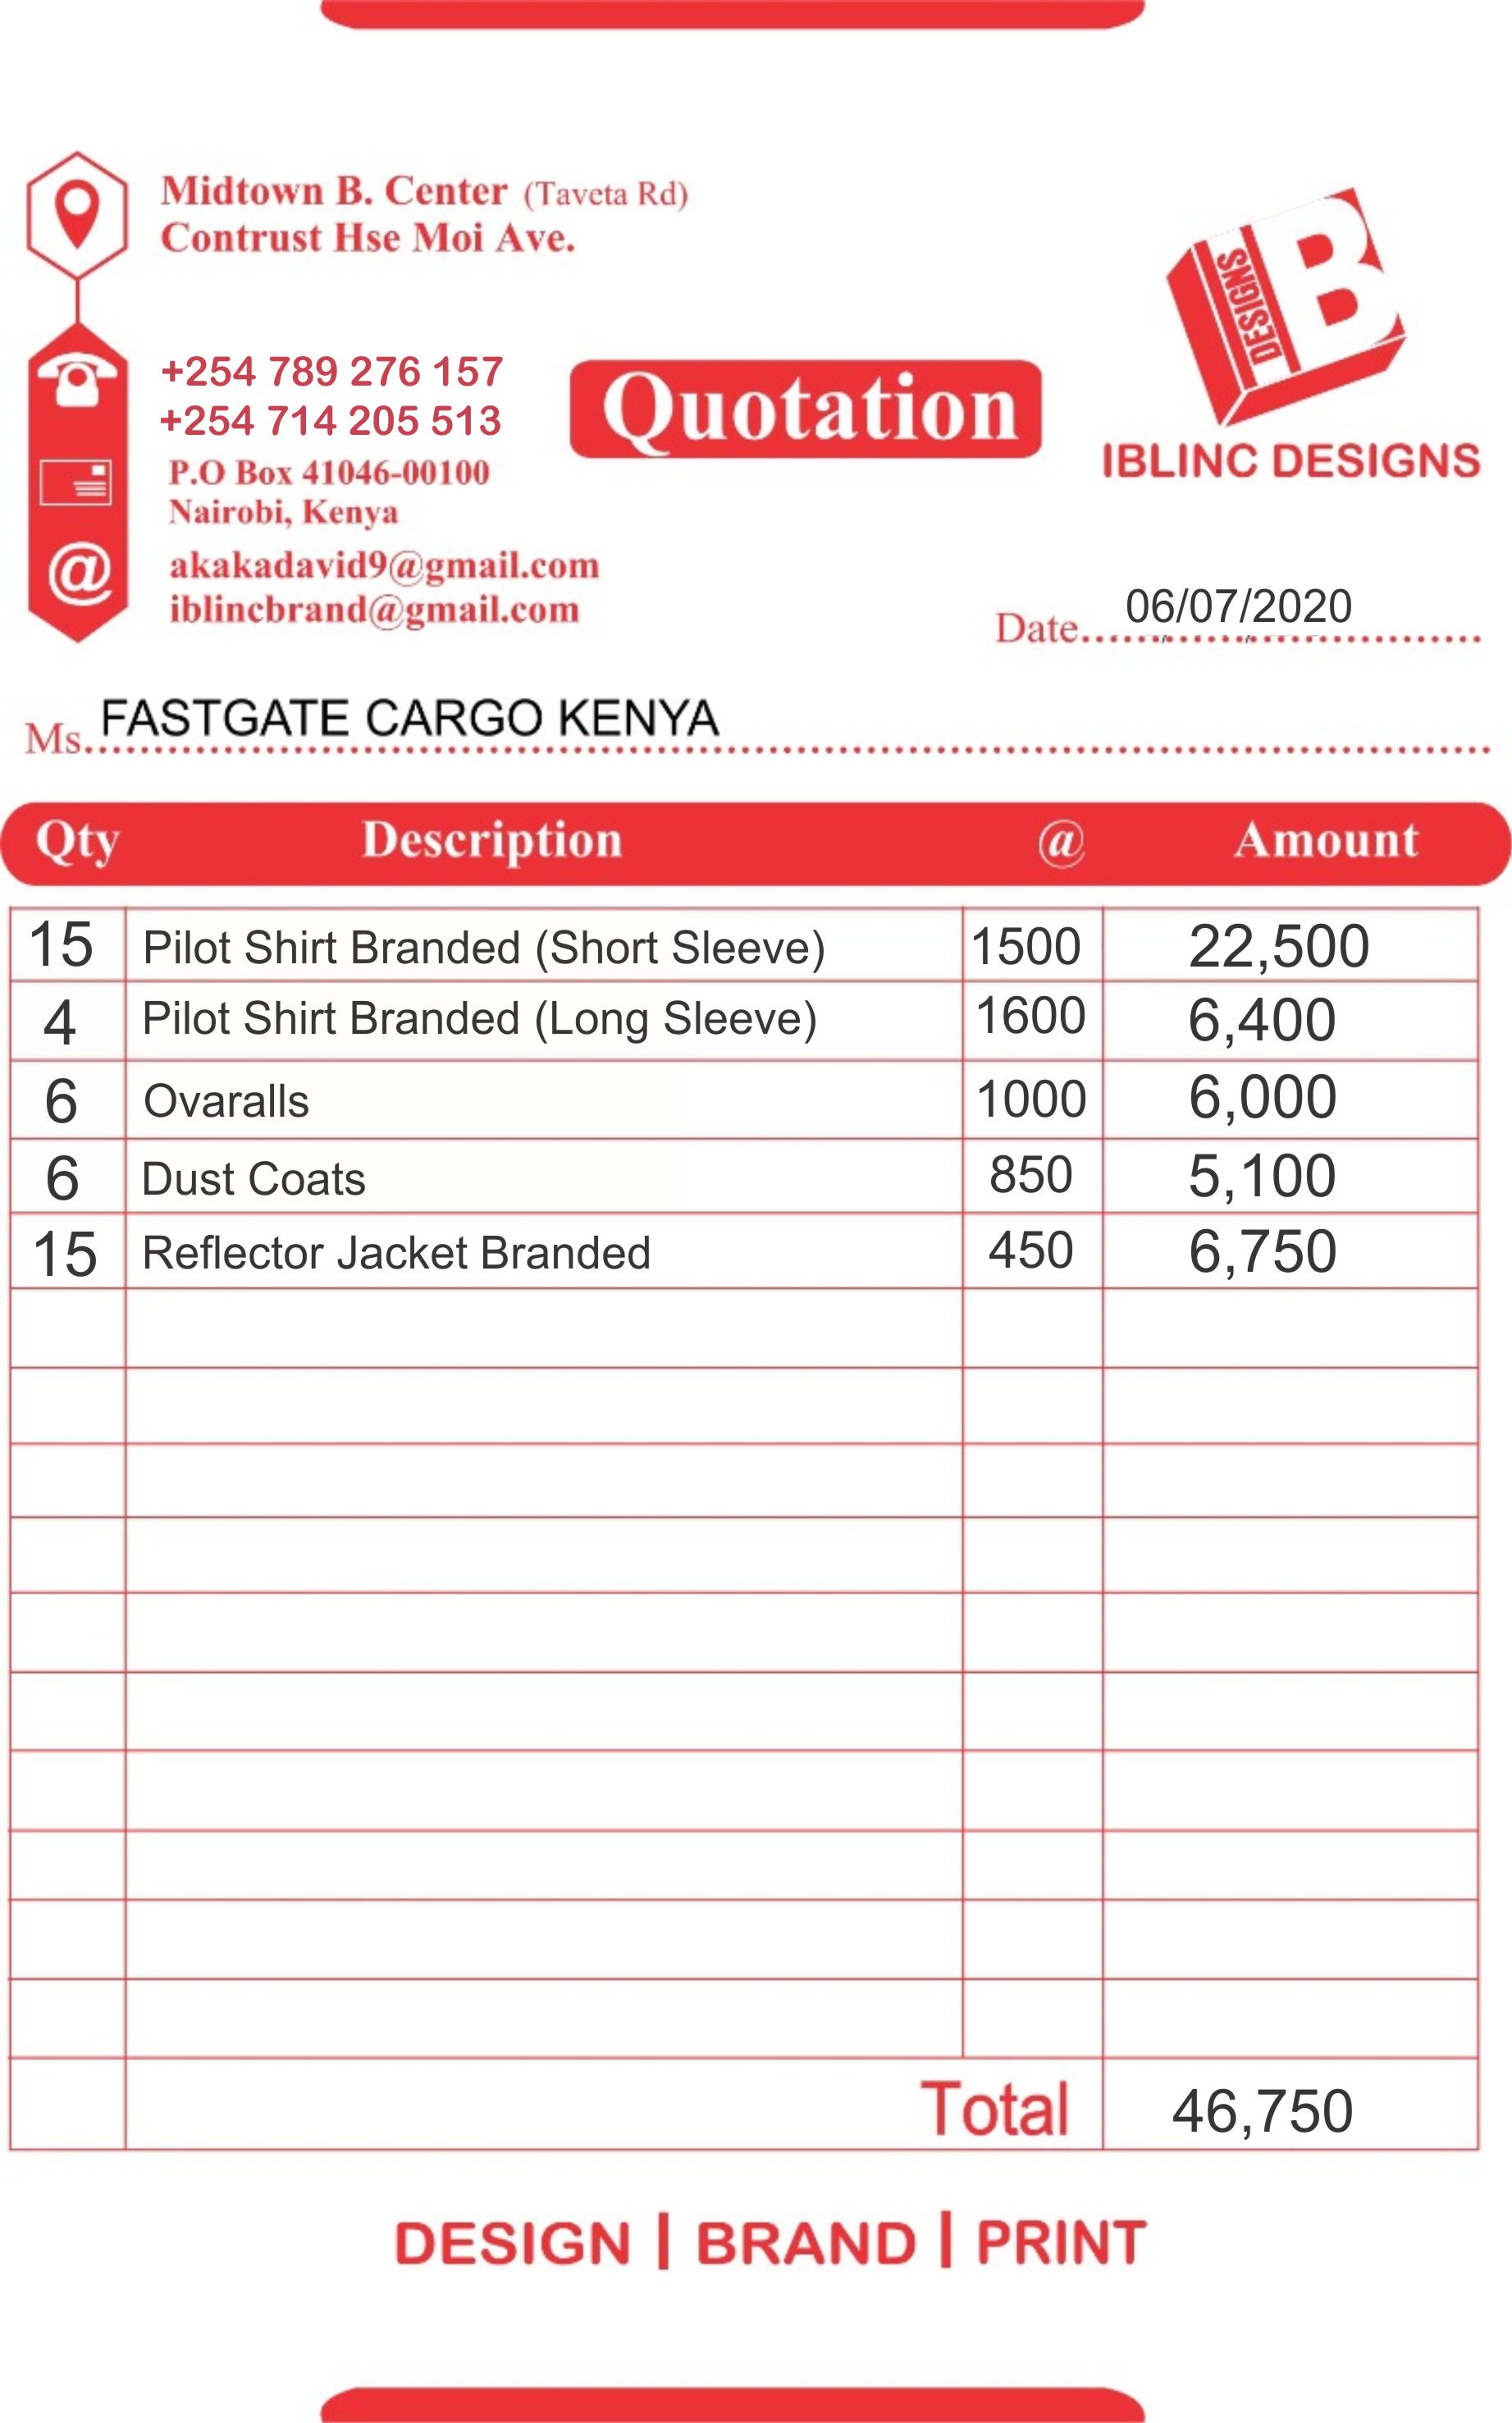 Midtown B. Center (Taveta Rd)
Contrust Hse Moi Ave.
+254 789 276 157
+254 714 205 513
P.O Box 41046-00100
Nairobi, Kenya
akakadavid9@gmail.com
iblincbrand@gmail.com
Quotation
IB DESIGNS
IBLINC DESIGNS
Date 06/07/2020
Ms. FASTGATE CARGO KENYA
Qty Description @ Amount
15 Pilot Shirt Branded (Short Sleeve) 1500 22,500
4 Pilot Shirt Branded (Long Sleeve) 1600 6,400
6 Ovaralls 1000 6,000
6 Dust Coats 850 5,100
15 Reflector Jacket Branded 450 6,750
Total 46,750
DESIGN | BRAND | PRINT